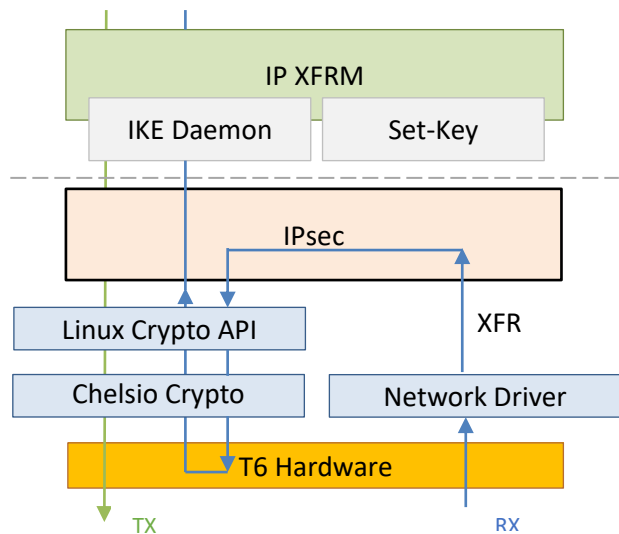 IP XFRM
IKE Daemon
Set-Key
IPsec
XFR
Linux Crypto API
Chelsio Crypto
Network Driver
T6 Hardware
TX
RX